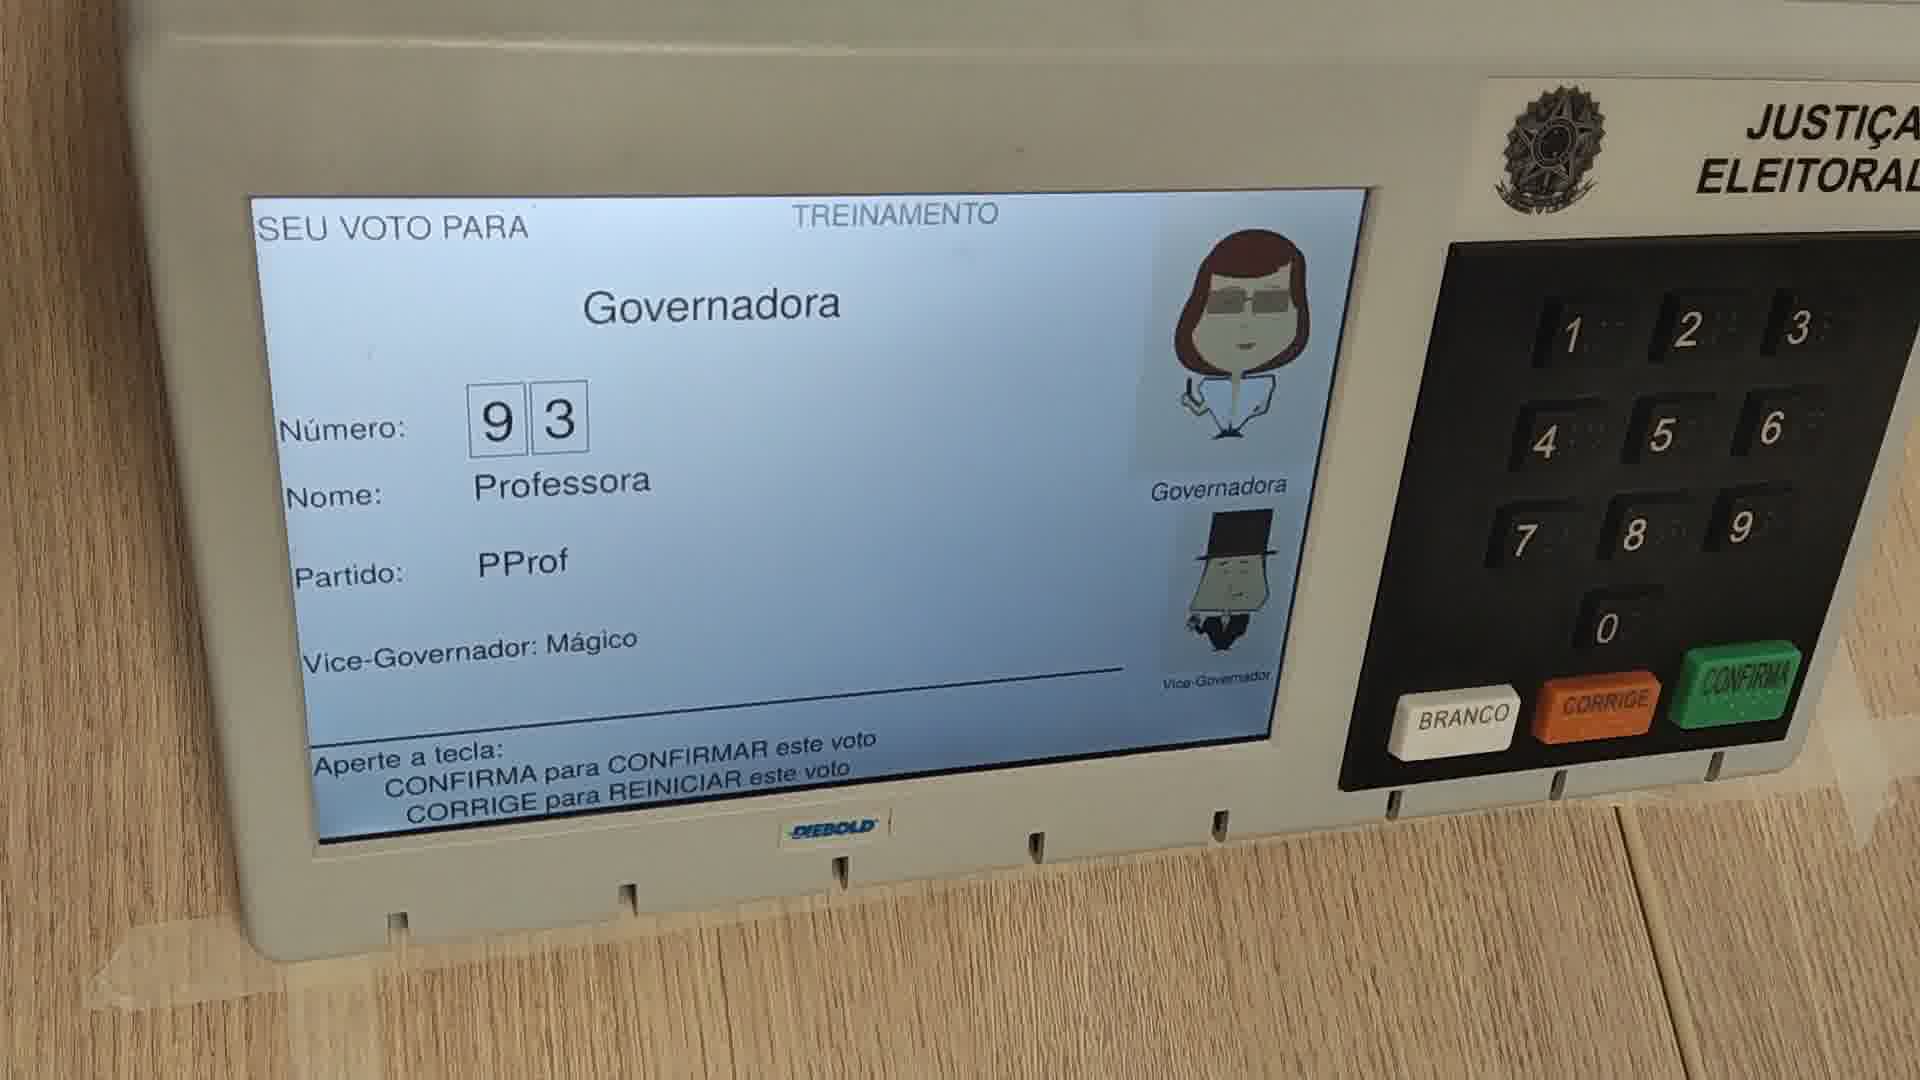 SEU VOTO PARA
TREINAMENTO
Governadora
Número: 93
Nome: Professora
Partido: PProf
Vice-Governador: Mágico
Governadora
Vice-Governador
Aperte a tecla:
CONFIRMA para CONFIRMAR este voto
CORRIGE para REINICIAR este voto
DIEBOLD
JUSTIÇA
ELEITORAL
1 2 3
4 5 6
7 8 9
0
BRANCO CORRIGE CONFIRMA